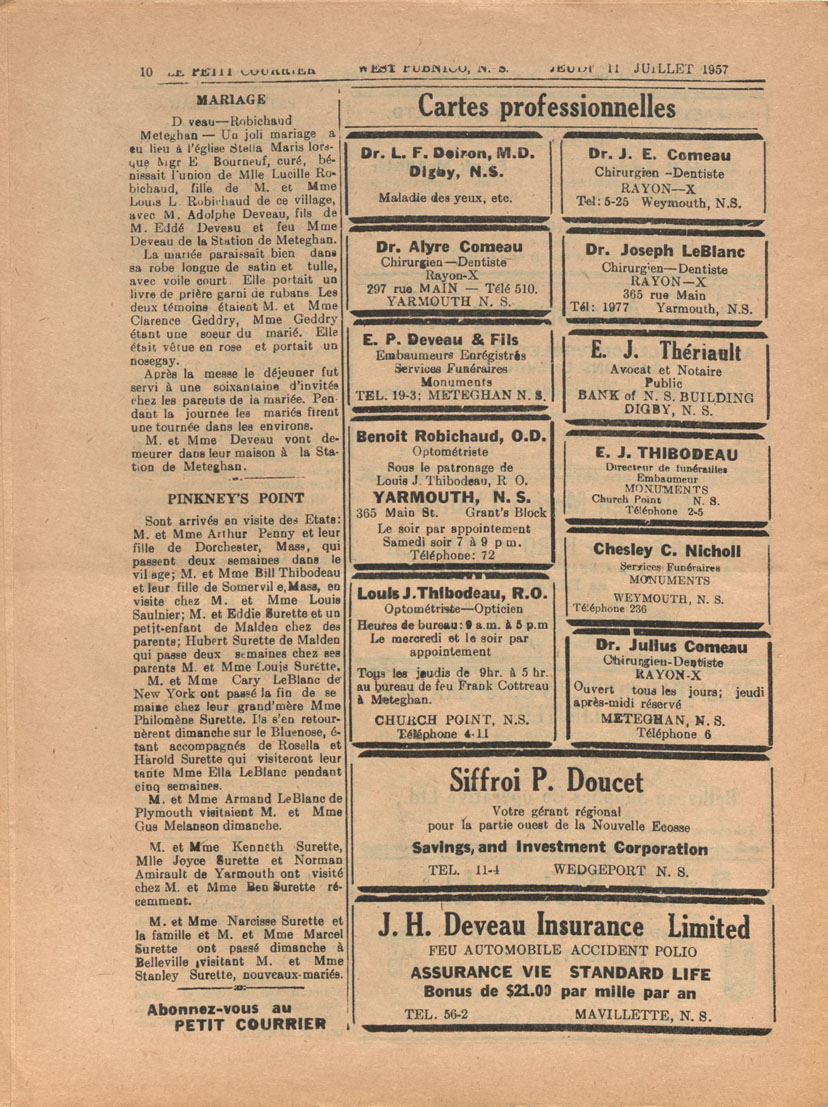 10 LE PETIT COURRIER WEST PUBNICO, N. S. JEUDI 11 JUILLET 1957
MARIAGE
D veau—Robichaud
Meteghan — Un joli mariage a
eu lieu à l'église Stella Maris lors-
que Mgr E Bourneuf, curé, bé-
nissait l'union de Mlle Lucille Ro-
bichaud, fille de M. et Mme
Louis L Robichaud de ce village,
avec M. Adolphe Deveau, fils de
M. Eddé Deveau et feu Mme
Deveau de la Station de Meteghan.
La mariée paraissait bien dans
sa robe longue de satin et tulle,
avec voile court. Elle portait un
livre de prière garni de rubans. Les
deux témoins étaient M. et Mme
Clarence Geddry, Mme Geddry
étant une soeur du marié. Elle
était vêtue en rose et portait un
nosegay.
Après la messe le déjeuner fut
servi à une soixantaine d'invités
chez les parents de la mariée. Pen-
dant la journée les mariés firent
une tournée dans les environs.
M. et Mme Deveau vont de-
meurer dans leur maison à la Sta-
tion de Meteghan.
PINKNEY'S POINT
Sont arrivés en visite des Etats:
M. et Mme Arthur Penny et leur
fille de Dorchester, Mass, qui
passent deux semaines dans le
vil age; M. et Mme Bill Thibodeau
et leur fille de Somervil e, Mass, en
visite chez M. et Mme Louis
Saulnier; M. et Eddie Surette et un
petit-enfant de Malden chez des
parents; Hubert Surette de Malden
qui passe deux semaines chez ses
parents M. et Mme Louis Surette.
M. et Mme Cary LeBlanc de
New York ont passé la fin de se
maine chez leur grand'mère Mme
Philomène Surette. Ils s'en retour-
nèrent dimanche sur le Bluenose, é-
tant accompagnés de Rosella et
Harold Surette qui visiteront leur
tante Mme Ella LeBlanc pendant
cinq semaines.
M. et Mme Armand LeBlanc de
Plymouth visitaient M. et Mme
Gus Melanson dimanche.
M. et Mme Kenneth Surette,
Mlle Joyce Surette et Norman
Amirault de Yarmouth ont visité
chez M. et Mme Ben Surette ré-
cemment.
M. et Mme Narcisse Surette et
la famille et M. et Mme Marcel
Surette ont passé dimanche à
Belleville visitant M. et Mme
Stanley Surette, nouveaux-mariés.
Abonnez-vous au
PETIT COURRIER
Cartes professionnelles
Dr. L. F. Doiron, M.D.
Digby, N.S.
Maladie des yeux, etc.
Dr. Alyre Comeau
Chirurgien—Dentiste
Rayon-X
297 rue MAIN — Télé 510.
YARMOUTH N. S.
E. P. Deveau & Fils
Embaumeurs Enrégistrés
Services Funéraires
Monuments
TEL. 19-3: METEGHAN N. S.
Benoit Robichaud, O.D.
Optométriste
Sous le patronage de
Louis J. Thibodeau, R O.
YARMOUTH, N. S.
365 Main St. Grant's Block
Le soir par appointement
Samedi soir 7 à 9 p m.
Téléphone: 72
Louis J. Thibodeau, R.O.
Optométriste—Opticien
Heures de bureau: 9 a.m. à 5 p.m
Le mercredi et le soir par
appointement
Tous les jeudis de 9hr. à 5 hr.
au bureau de feu Frank Cottreau
à Meteghan.
CHURCH POINT, N.S.
Téléphone 4-11
Dr. J. E. Comeau
Chirurgien -Dentiste
RAYON—X
Tel: 5-25 Weymouth, N.S.
Dr. Joseph LeBlanc
Chirurgien—Dentiste
RAYON—X
365 rue Main
Tél: 1977 Yarmouth, N.S.
E. J. Thériault
Avocat et Notaire
Public
BANK of N. S. BUILDING
DIGBY, N. S.
E. J. THIBODEAU
Directeur de funérailles
Embaumeur
MONUMENTS
Church Point N. S.
Téléphone 2-5
Chesley C. Nicholl
Services Funéraires
MONUMENTS
WEYMOUTH, N. S.
Téléphone 236
Dr. Julius Comeau
Chirugien-Dentiste
RAYON-X
Ouvert tous les jours; jeudi
après-midi réservé
METEGHAN, N. S.
Téléphone 6
Siffroi P. Doucet
Votre gérant régional
pour la partie ouest de la Nouvelle Ecosse
Savings, and Investment Corporation
TEL. 11-4 WEDGEPORT N. S.
J. H. Deveau Insurance Limited
FEU AUTOMOBILE ACCIDENT POLIO
ASSURANCE VIE STANDARD LIFE
Bonus de $21.00 par mille par an
TEL. 56-2 MAVILLETTE, N. S.